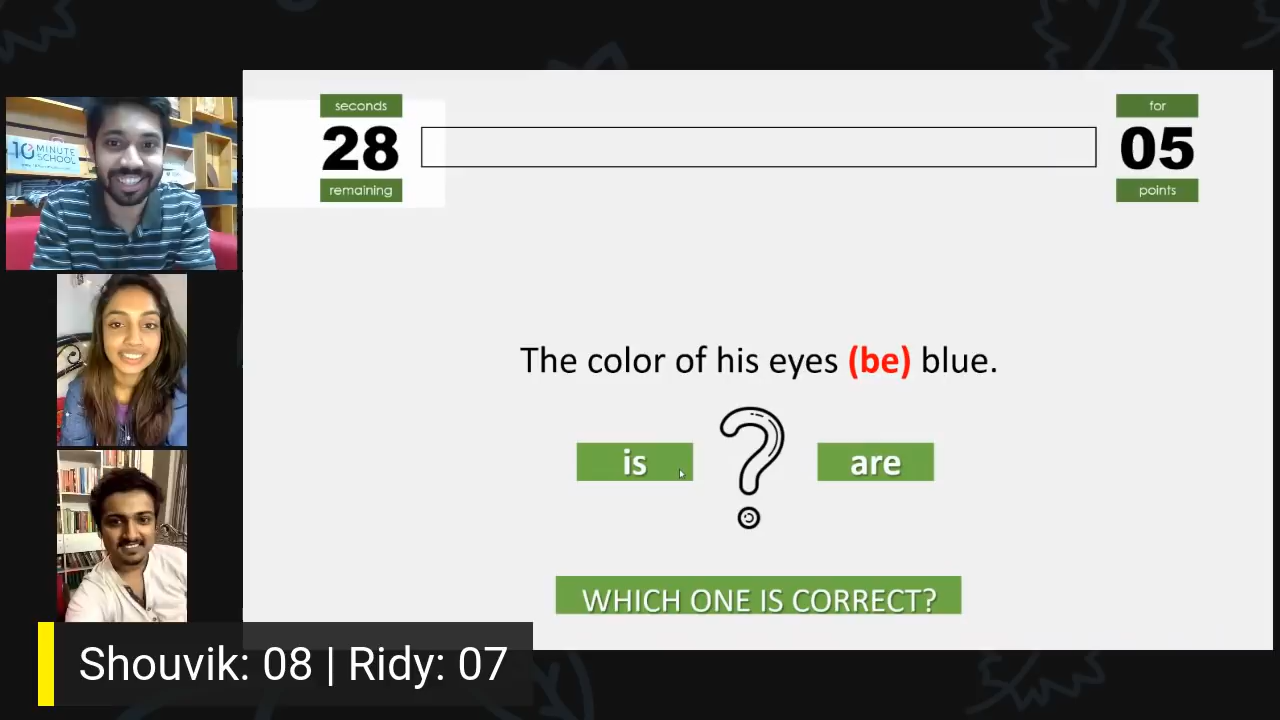 10 MINUTE
SCHOOL
seconds
28
remaining
for
05
points
The color of his eyes (be) blue.
is
are
WHICH ONE IS CORRECT?
Shouvik: 08 | Ridy: 07